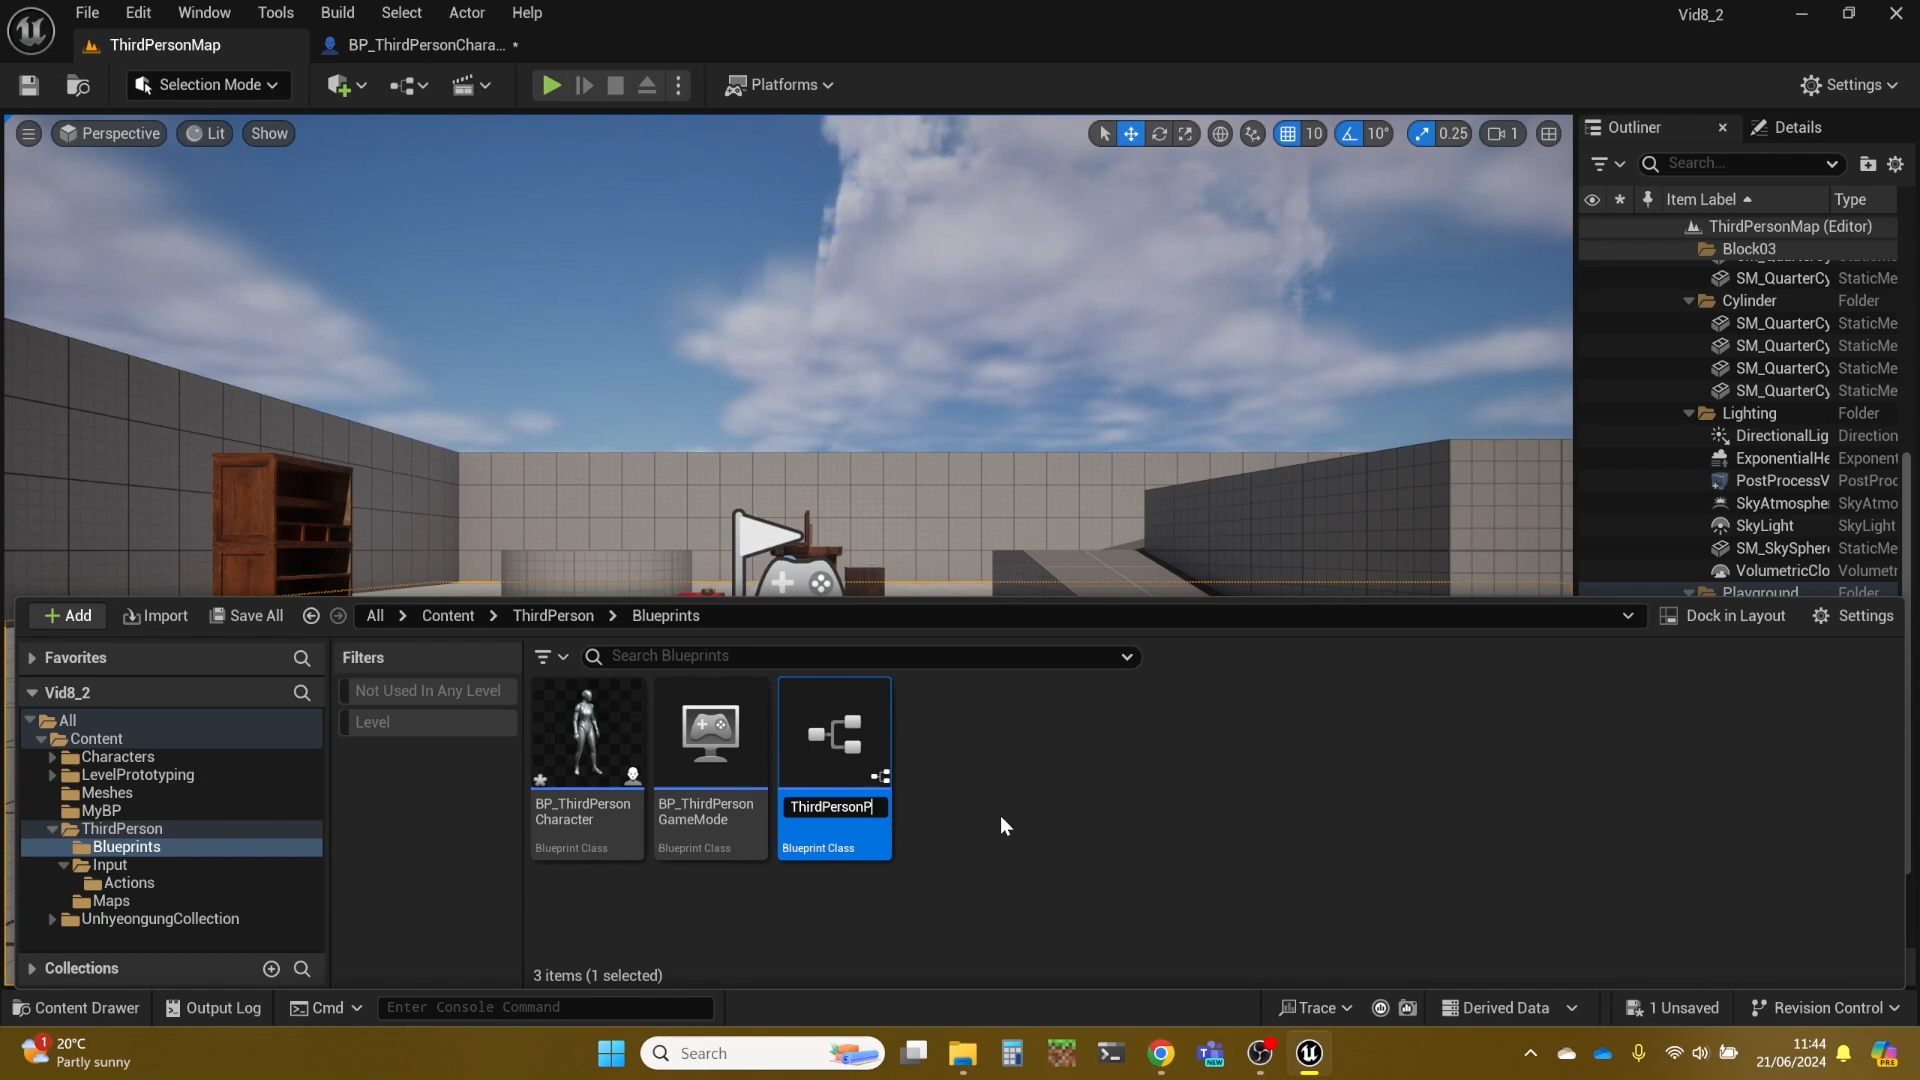 File Edit Window Tools Build Select Actor Help
Vid8_2
ThirdPersonMap
BP_ThirdPersonChara... *
Selection Mode
Platforms
Settings
Perspective
Lit
Show
10
10°
0.25
1
Outliner
Details
Search...
Item Label
Type
ThirdPersonMap (Editor)
Block03
SM_QuarterCy StaticMe
Cylinder Folder
SM_QuarterCy StaticMe
SM_QuarterCy StaticMe
SM_QuarterCy StaticMe
SM_QuarterCy StaticMe
Lighting Folder
DirectionalLig Direction
ExponentialHe Exponent
PostProcessV PostProc
SkyAtmosphe SkyAtmo
SkyLight SkyLight
SM_SkySpher StaticMe
VolumetricClo Volumetr
Playground Folder
Add
Import
Save All
All > Content > ThirdPerson > Blueprints
Dock in Layout
Settings
Favorites
Filters
Search Blueprints
Vid8_2
Not Used In Any Level
Level
All
Content
Characters
LevelPrototyping
Meshes
MyBP
ThirdPerson
Blueprints
Input
Actions
Maps
UnhyeongungCollection
Collections
BP_ThirdPerson
Character
Blueprint Class
BP_ThirdPerson
GameMode
Blueprint Class
ThirdPersonP
Blueprint Class
3 items (1 selected)
Content Drawer
Output Log
Cmd
Enter Console Command
Trace
Derived Data
1 Unsaved
Revision Control
1
20°C
Partly sunny
Search
NEW
11:44
21/06/2024
PRE